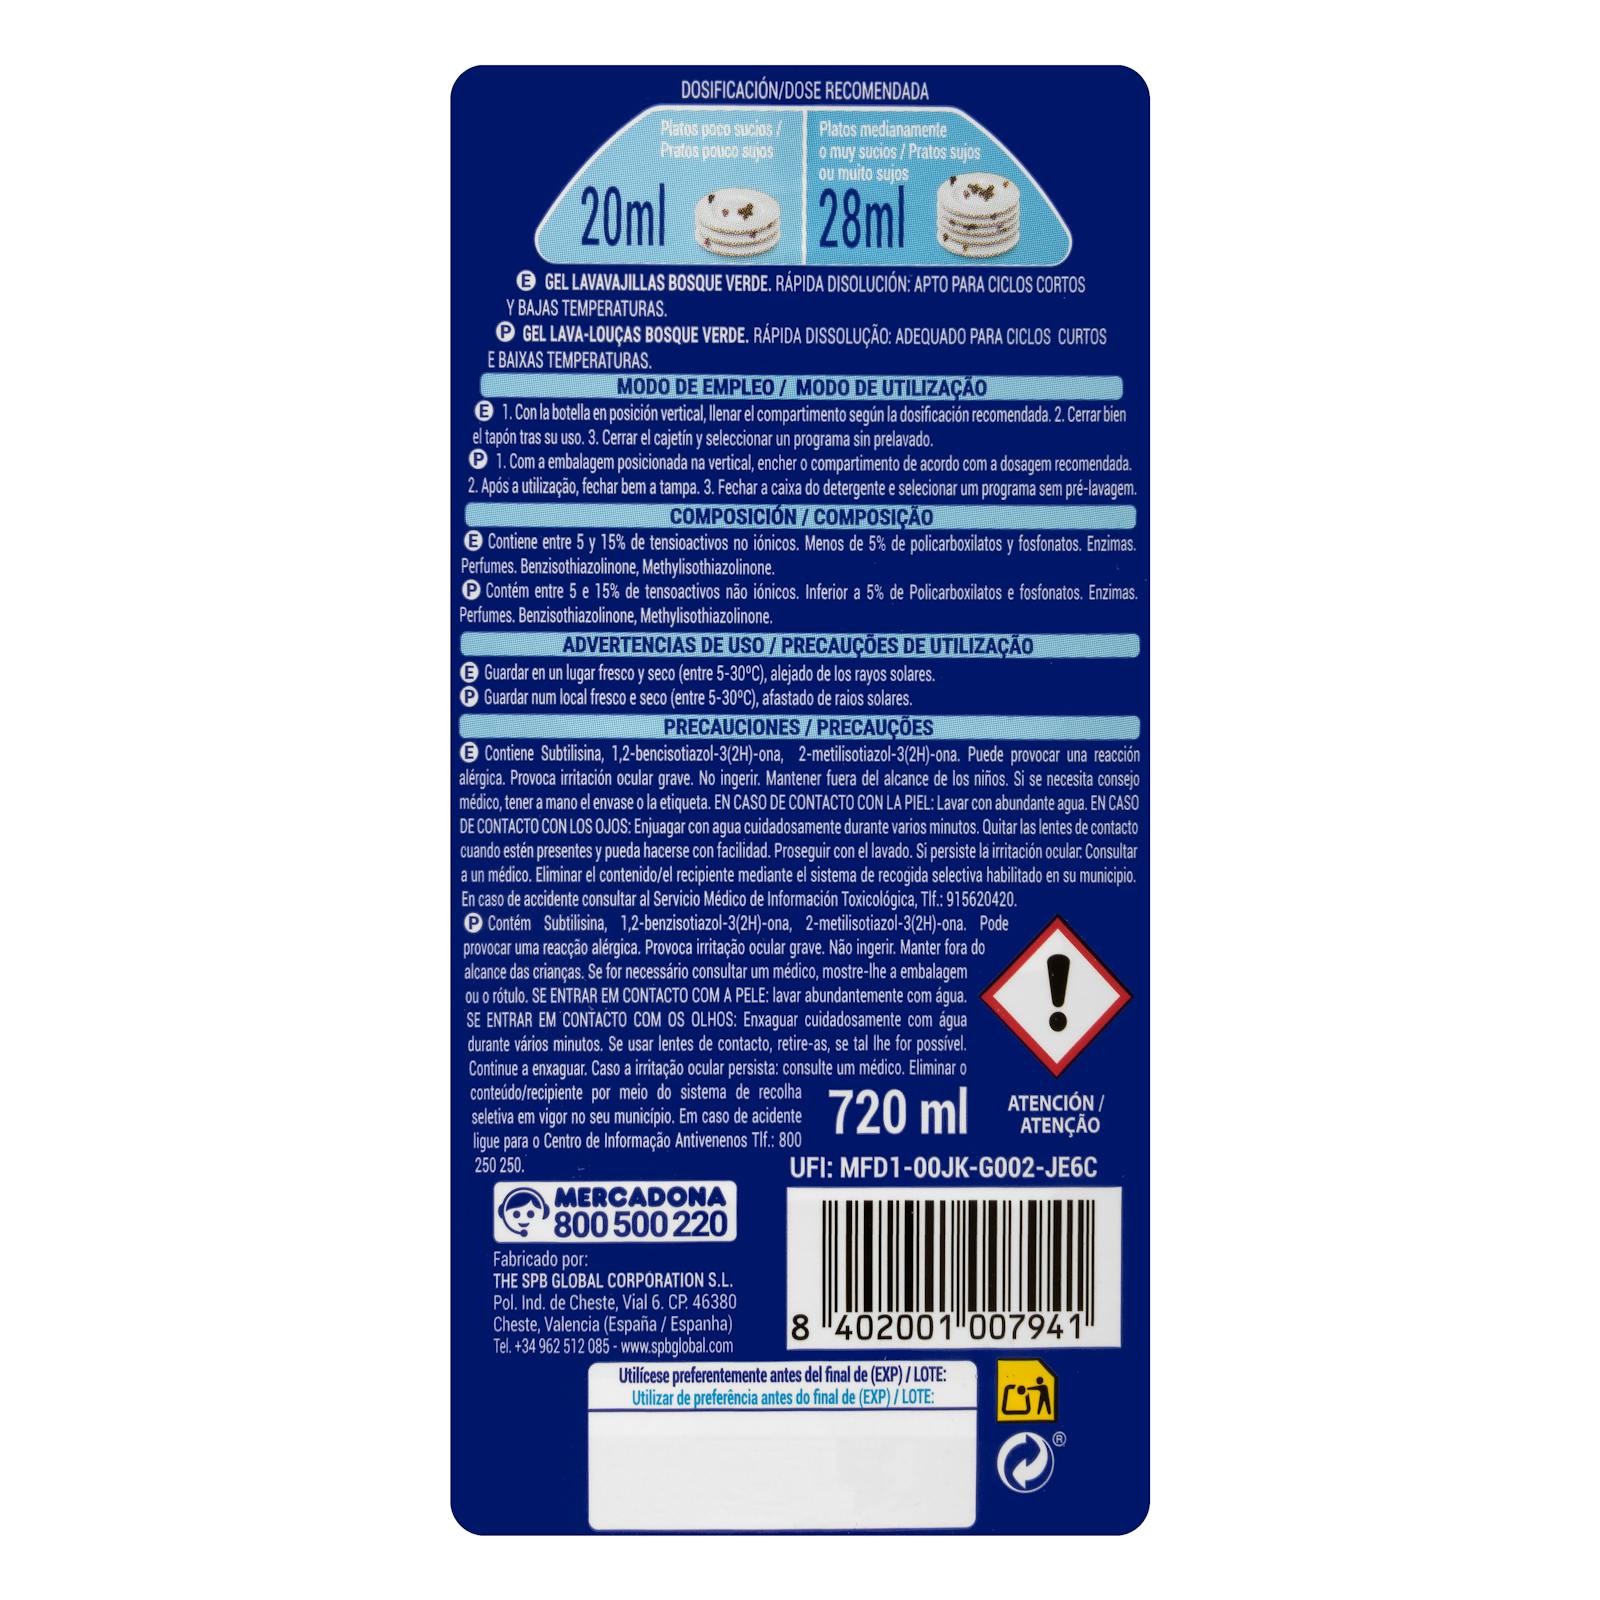 DOSIFICACIÓN/DOSE RECOMENDADA
Platos poco sucios /
Pratos pouco sujos
20ml
Platos medianamente
o muy sucios / Pratos sujos
ou muito sujos
28ml
E GEL LAVAVAJILLAS BOSQUE VERDE. RÁPIDA DISOLUCIÓN: APTO PARA CICLOS CORTOS
Y BAJAS TEMPERATURAS.
P GEL LAVA-LOUÇAS BOSQUE VERDE. RÁPIDA DISSOLUÇÃO: ADEQUADO PARA CICLOS CURTOS
E BAIXAS TEMPERATURAS.
MODO DE EMPLEO / MODO DE UTILIZAÇÃO
E 1. Con la botella en posición vertical, llenar el compartimento según la dosificación recomendada. 2. Cerrar bien
el tapón tras su uso. 3. Cerrar el cajetín y seleccionar un programa sin prelavado.
P 1. Com a embalagem posicionada na vertical, encher o compartimento de acordo com a dosagem recomendada.
2. Após a utilização, fechar bem a tampa. 3. Fechar a caixa do detergente e selecionar um programa sem pré-lavagem.
COMPOSICIÓN / COMPOSIÇÃO
E Contiene entre 5 y 15% de tensioactivos no iónicos. Menos de 5% de policarboxilatos y fosfonatos. Enzimas.
Perfumes. Benzisothiazolinone, Methylisothiazolinone.
P Contém entre 5 e 15% de tensoactivos não iónicos. Inferior a 5% de Policarboxilatos e fosfonatos. Enzimas.
Perfumes. Benzisothiazolinone, Methylisothiazolinone.
ADVERTENCIAS DE USO / PRECAUÇÕES DE UTILIZAÇÃO
E Guardar en un lugar fresco y seco (entre 5-30ºC), alejado de los rayos solares.
P Guardar num local fresco e seco (entre 5-30ºC), afastado de raios solares.
PRECAUCIONES / PRECAUÇÕES
E Contiene Subtilisina, 1,2-bencisotiazol-3(2H)-ona, 2-metilisotiazol-3(2H)-ona. Puede provocar una reacción
alérgica. Provoca irritación ocular grave. No ingerir. Mantener fuera del alcance de los niños. Si se necesita consejo
médico, tener a mano el envase o la etiqueta. EN CASO DE CONTACTO CON LA PIEL: Lavar con abundante agua. EN CASO
DE CONTACTO CON LOS OJOS: Enjuagar con agua cuidadosamente durante varios minutos. Quitar las lentes de contacto
cuando estén presentes y pueda hacerse con facilidad. Proseguir con el lavado. Si persiste la irritación ocular: Consultar
a un médico. Eliminar el contenido/el recipiente mediante el sistema de recogida selectiva habilitado en su municipio.
En caso de accidente consultar al Servicio Médico de Información Toxicológica, Tlf.: 915620420.
P Contém Subtilisina, 1,2-benzisotiazol-3(2H)-ona, 2-metilisotiazol-3(2H)-ona. Pode
provocar uma reacção alérgica. Provoca irritação ocular grave. Não ingerir. Manter fora do
alcance das crianças. Se for necessário consultar um médico, mostre-lhe a embalagem
ou o rótulo. SE ENTRAR EM CONTACTO COM A PELE: lavar abundantemente com água.
SE ENTRAR EM CONTACTO COM OS OLHOS: Enxaguar cuidadosamente com água
durante vários minutos. Se usar lentes de contacto, retire-as, se tal lhe for possível.
Continue a enxaguar. Caso a irritação ocular persista: consulte um médico. Eliminar o
conteúdo/recipiente por meio do sistema de recolha
seletiva em vigor no seu município. Em caso de acidente
ligue para o Centro de Informação Antivenenos Tlf.: 800
250 250.
720 ml
ATENCIÓN /
ATENÇÃO
UFI: MFD1-00JK-G002-JE6C
MERCADONA
800 500 220
Fabricado por:
THE SPB GLOBAL CORPORATION S.L.
Pol. Ind. de Cheste, Vial 6. CP. 46380
Cheste, Valencia (España / Espanha)
Tel. +34 962 512 085 - www.spbglobal.com
8 402001 007941
Utilícese preferentemente antes del final de (EXP) / LOTE:
Utilizar de preferência antes do final de (EXP) / LOTE:
®